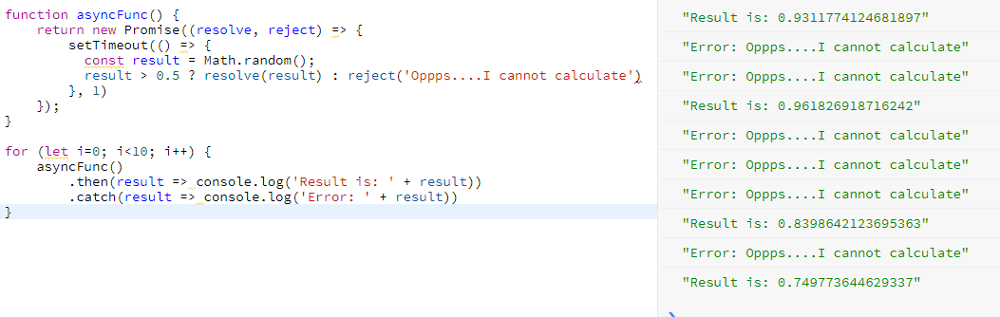 function asyncFunc() {
    return new Promise((resolve, reject) => {
        setTimeout(() => {
          const result = Math.random();
          result > 0.5 ? resolve(result) : reject('Oppps....I cannot calculate')
        }, 1)
    });
}

for (let i=0; i<10; i++) {
    asyncFunc()
        .then(result => console.log('Result is: ' + result))
        .catch(result => console.log('Error: ' + result))
}
"Result is: 0.9311774124681897"
"Error: Oppps....I cannot calculate"
"Error: Oppps....I cannot calculate"
"Result is: 0.961826918716242"
"Error: Oppps....I cannot calculate"
"Error: Oppps....I cannot calculate"
"Error: Oppps....I cannot calculate"
"Result is: 0.8398642123695363"
"Error: Oppps....I cannot calculate"
"Result is: 0.749773644629337"